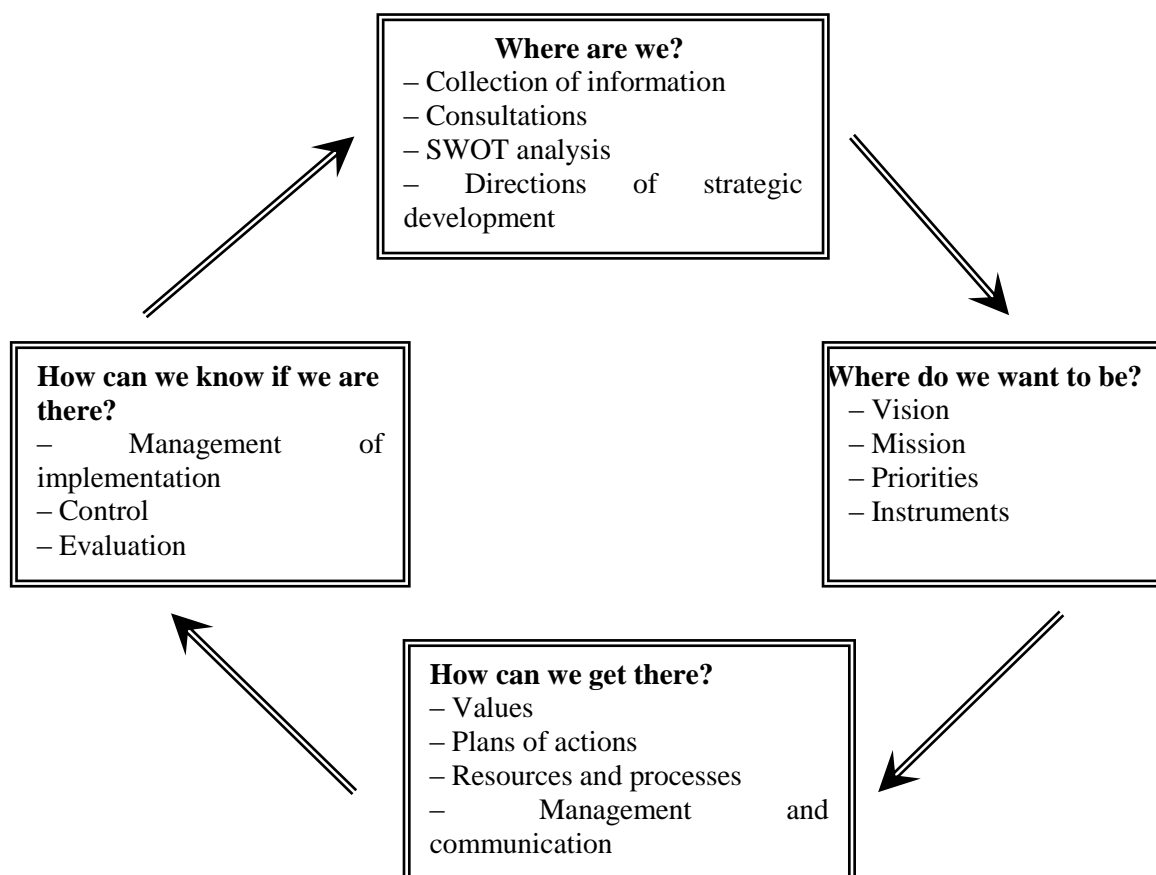 Where are we?
– Collection of information
– Consultations
– SWOT analysis
– Directions of strategic
development
How can we know if we are
there?
– Management of
implementation
– Control
– Evaluation
Where do we want to be?
– Vision
– Mission
– Priorities
– Instruments
How can we get there?
– Values
– Plans of actions
– Resources and processes
– Management and
communication